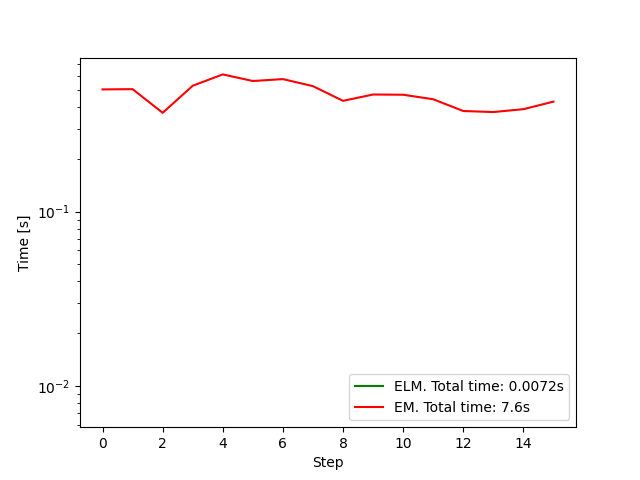 Time [s]
10⁻¹
10⁻²
0 2 4 6 8 10 12 14
Step
ELM. Total time: 0.0072s
EM. Total time: 7.6s